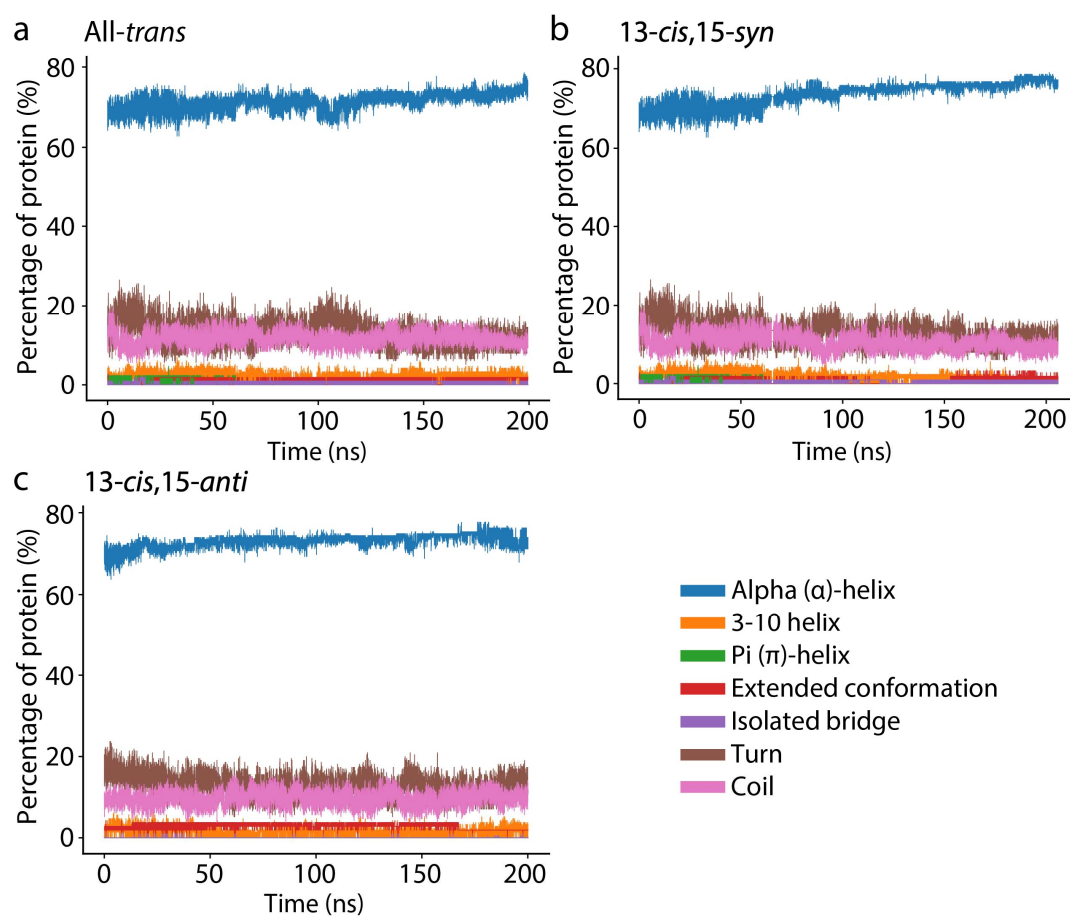 a All-trans
Percentage of protein (%)
80
60
40
20
0
0 50 100 150 200
Time (ns)
b 13-cis,15-syn
Percentage of protein (%)
80
60
40
20
0
0 50 100 150 200
Time (ns)
c 13-cis,15-anti
Percentage of protein (%)
80
60
40
20
0
0 50 100 150 200
Time (ns)
Alpha (α)-helix
3-10 helix
Pi (π)-helix
Extended conformation
Isolated bridge
Turn
Coil